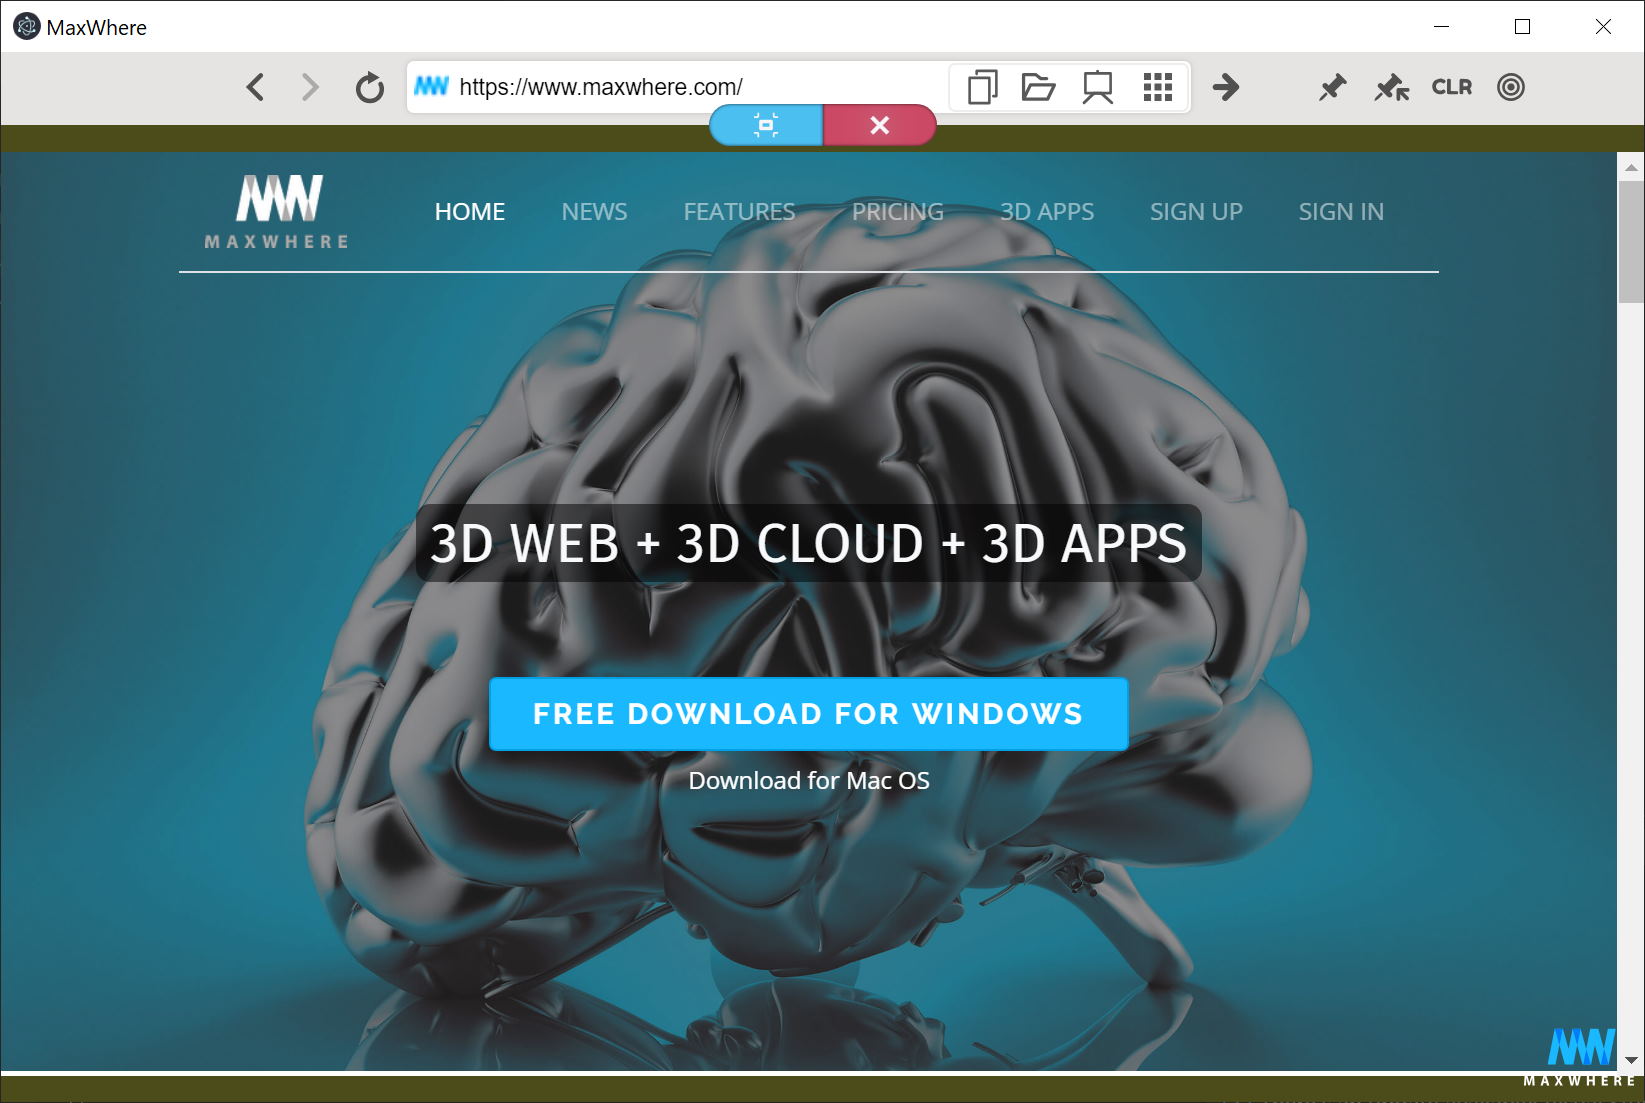 MaxWhere
https://www.maxwhere.com/
CLR
MAXWHERE
HOME NEWS FEATURES PRICING 3D APPS SIGN UP SIGN IN
3D WEB + 3D CLOUD + 3D APPS
FREE DOWNLOAD FOR WINDOWS
Download for Mac OS
MAXWHERE